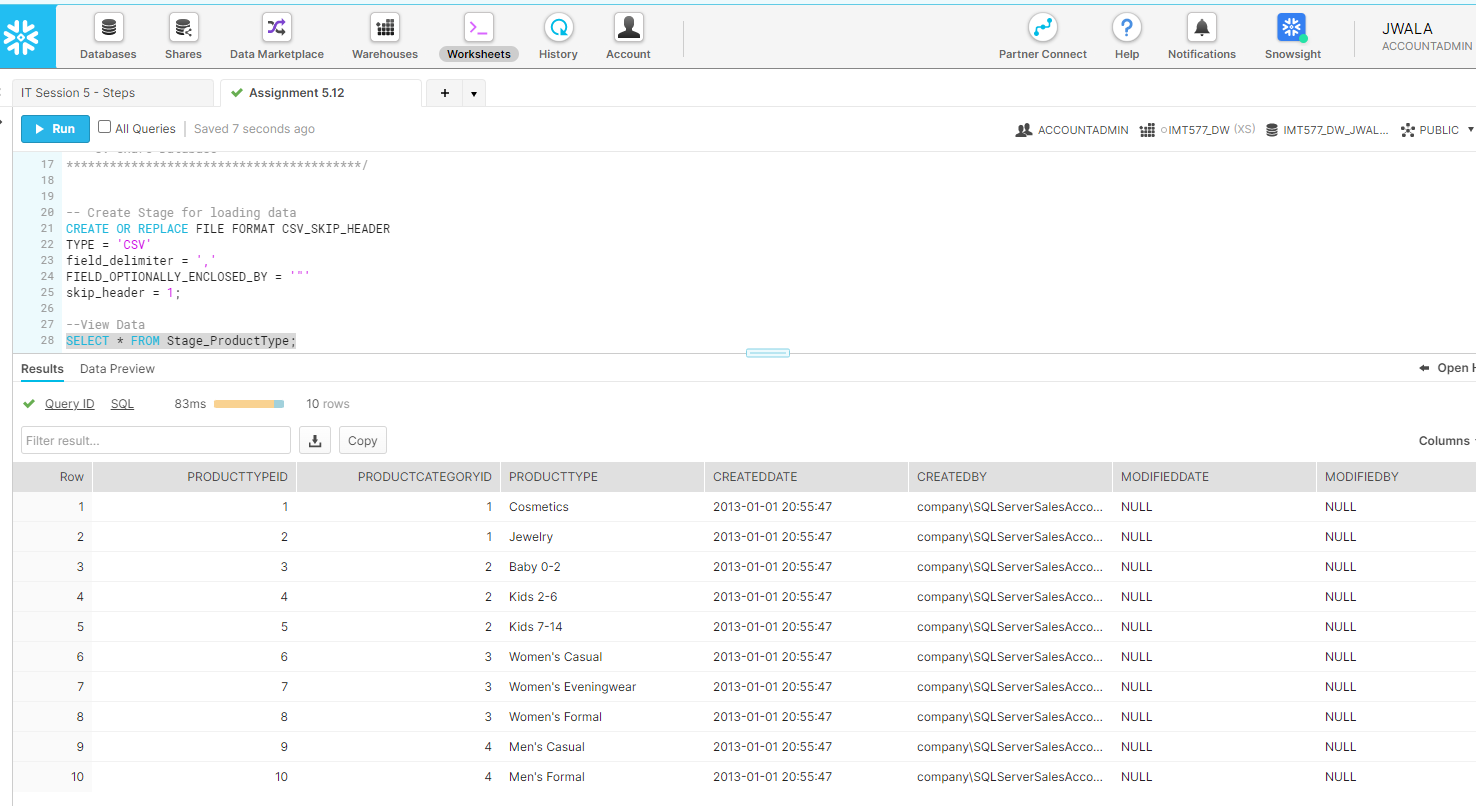 Databases Shares Data Marketplace Warehouses Worksheets History Account Partner Connect Help Notifications Snowsight
JWALA
ACCOUNTADMIN
IT Session 5 - Steps Assignment 5.12 +
Run All Queries Saved 7 seconds ago ACCOUNTADMIN IMT577_DW (XS) IMT577_DW_JWAL... PUBLIC
17 *****************************************/
18
19
20 -- Create Stage for loading data
21 CREATE OR REPLACE FILE FORMAT CSV_SKIP_HEADER
22 TYPE = 'CSV'
23 field_delimiter = ','
24 FIELD_OPTIONALLY_ENCLOSED_BY = '"'
25 skip_header = 1;
26
27 --View Data
28 SELECT * FROM Stage_ProductType;
Results Data Preview Open H
Query ID SQL 83ms 10 rows
Filter result... Copy Columns
Row PRODUCTTYPEID PRODUCTCATEGORYID PRODUCTTYPE CREATEDDATE CREATEDBY MODIFIEDDATE MODIFIEDBY
1 1 1 Cosmetics 2013-01-01 20:55:47 company\SQLServerSalesAcco... NULL NULL
2 2 1 Jewelry 2013-01-01 20:55:47 company\SQLServerSalesAcco... NULL NULL
3 3 2 Baby 0-2 2013-01-01 20:55:47 company\SQLServerSalesAcco... NULL NULL
4 4 2 Kids 2-6 2013-01-01 20:55:47 company\SQLServerSalesAcco... NULL NULL
5 5 2 Kids 7-14 2013-01-01 20:55:47 company\SQLServerSalesAcco... NULL NULL
6 6 3 Women's Casual 2013-01-01 20:55:47 company\SQLServerSalesAcco... NULL NULL
7 7 3 Women's Eveningwear 2013-01-01 20:55:47 company\SQLServerSalesAcco... NULL NULL
8 8 3 Women's Formal 2013-01-01 20:55:47 company\SQLServerSalesAcco... NULL NULL
9 9 4 Men's Casual 2013-01-01 20:55:47 company\SQLServerSalesAcco... NULL NULL
10 10 4 Men's Formal 2013-01-01 20:55:47 company\SQLServerSalesAcco... NULL NULL